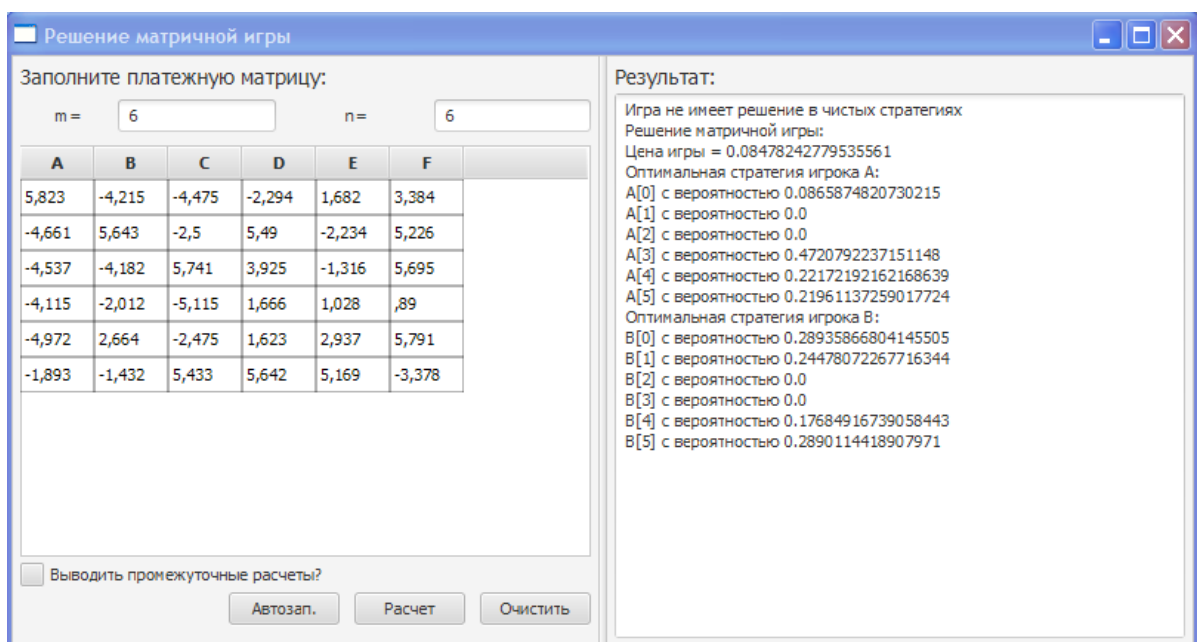 Решение матричной игры
Заполните платежную матрицу:
m = 6 n = 6
A B C D E F
5,823 -4,215 -4,475 -2,294 1,682 3,384
-4,661 5,643 -2,5 5,49 -2,234 5,226
-4,537 -4,182 5,741 3,925 -1,316 5,695
-4,115 -2,012 -5,115 1,666 1,028 ,89
-4,972 2,664 -2,475 1,623 2,937 5,791
-1,893 -1,432 5,433 5,642 5,169 -3,378
Выводить промежуточные расчеты?
Автозап. Расчет Очистить
Результат:
Игра не имеет решение в чистых стратегиях
Решение матричной игры:
Цена игры = 0.08478242779535561
Оптимальная стратегия игрока A:
A[0] с вероятностью 0.0865874820730215
A[1] с вероятностью 0.0
A[2] с вероятностью 0.0
A[3] с вероятностью 0.4720792237151148
A[4] с вероятностью 0.22172192162168639
A[5] с вероятностью 0.21961137259017724
Оптимальная стратегия игрока B:
B[0] с вероятностью 0.28935866804145505
B[1] с вероятностью 0.24478072267716344
B[2] с вероятностью 0.0
B[3] с вероятностью 0.0
B[4] с вероятностью 0.17684916739058443
B[5] с вероятностью 0.2890114418907971